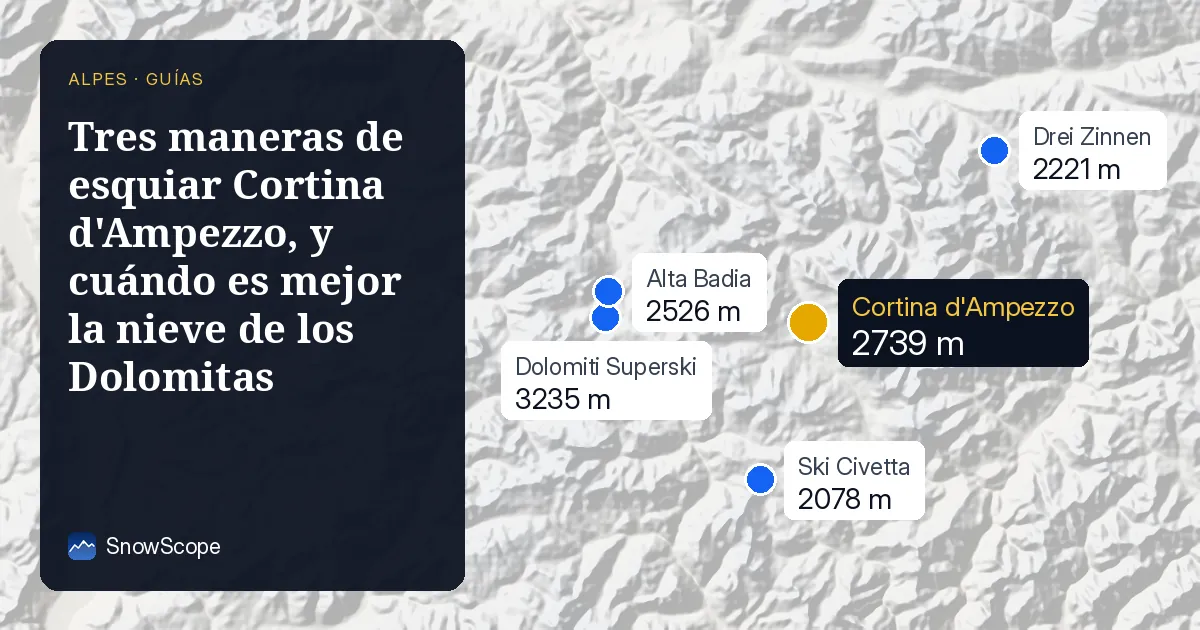 ALPES · GUÍAS
Tres maneras de
esquiar Cortina
d'Ampezzo, y
cuándo es mejor
la nieve de los
Dolomitas
SnowScope
Drei Zinnen
2221 m
Alta Badia
2526 m
Cortina d'Ampezzo
2739 m
Dolomiti Superski
3235 m
Ski Civetta
2078 m